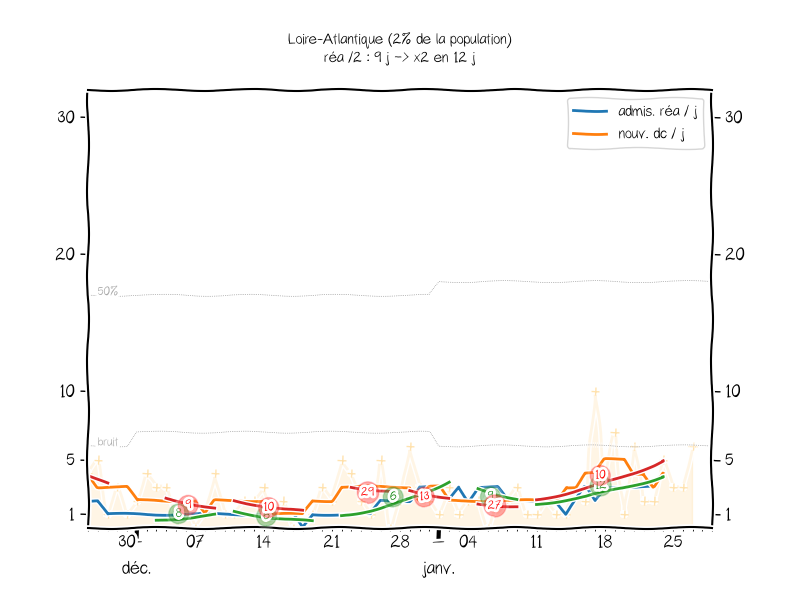 Loire-Atlantique (2% de la population)
réa /2 : 9 j -> x2 en 12 j
admis. réa / j
nouv. dc / j
30 30
20 20
50%
10 10
bruit
5 5
1 1
8 9 10 29 6 13 27 10 12
30 07 14 21 28 04 11 18 25
déc. janv.